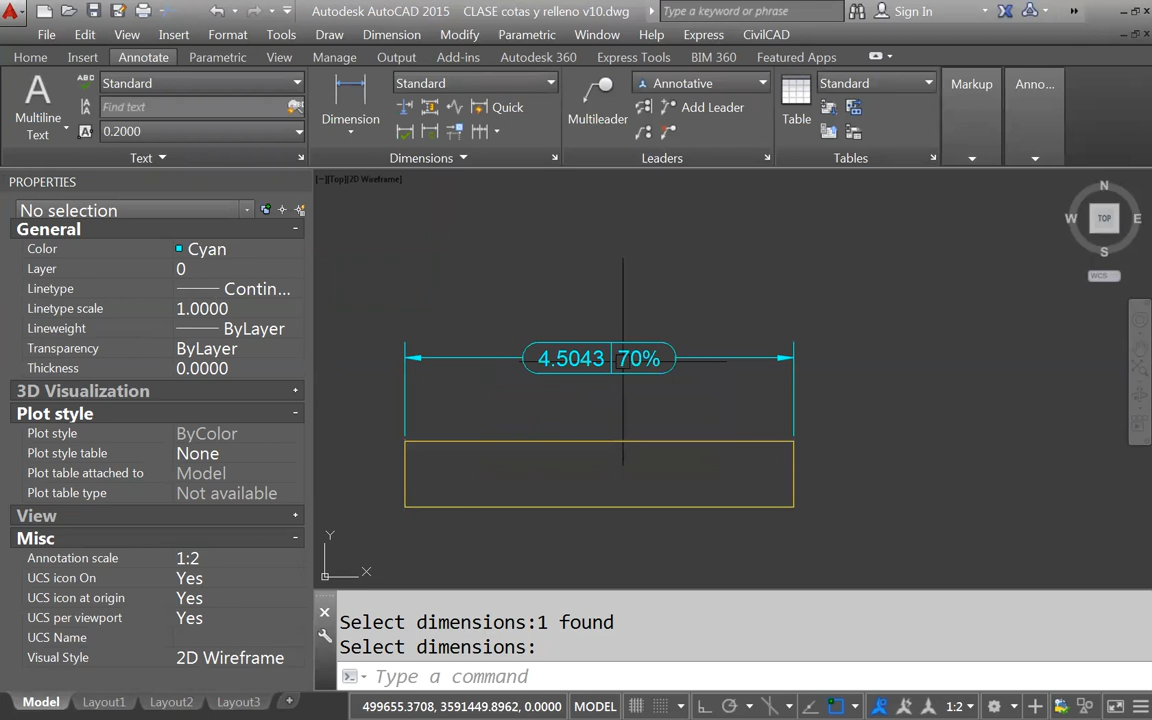 Autodesk AutoCAD 2015 CLASE cotas y relleno v10.dwg
Type a keyword or phrase
Sign In
File Edit View Insert Format Tools Draw Dimension Modify Parametric Window Help Express CivilCAD
Home Insert Annotate Parametric View Manage Output Add-ins Autodesk 360 Express Tools BIM 360 Featured Apps
A
Multiline
Text
ABC
Standard
Find text
A
0.2000
Text
Dimension
Standard
Quick
Dimensions
Multileader
Annotative
Add Leader
Leaders
Table
Standard
Tables
Markup
Anno...
PROPERTIES
No selection
General
Color Cyan
Layer 0
Linetype Contin...
Linetype scale 1.0000
Lineweight ByLayer
Transparency ByLayer
Thickness 0.0000
3D Visualization
Plot style
Plot style ByColor
Plot style table None
Plot table attached to Model
Plot table type Not available
View
Misc
Annotation scale 1:2
UCS icon On Yes
UCS icon at origin Yes
UCS per viewport Yes
UCS Name
Visual Style 2D Wireframe
[−][Top][2D Wireframe]
N
W TOP E
S
WCS
4.5043 70%
Y
X
Select dimensions:1 found
Select dimensions:
Type a command
Model Layout1 Layout2 Layout3 +
499655.3708, 3591449.8962, 0.0000 MODEL 1:2